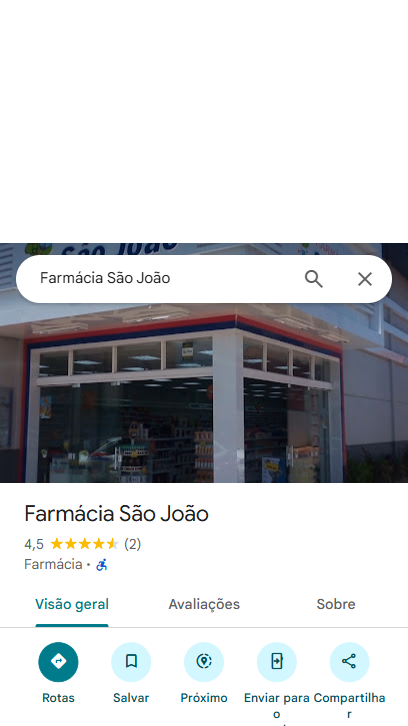 São João
Farmácia São João
Farmácia São João
4,5 (2)
Farmácia ·
Visão geral Avaliações Sobre
Rotas Salvar Próximo Enviar para o Compartilhar